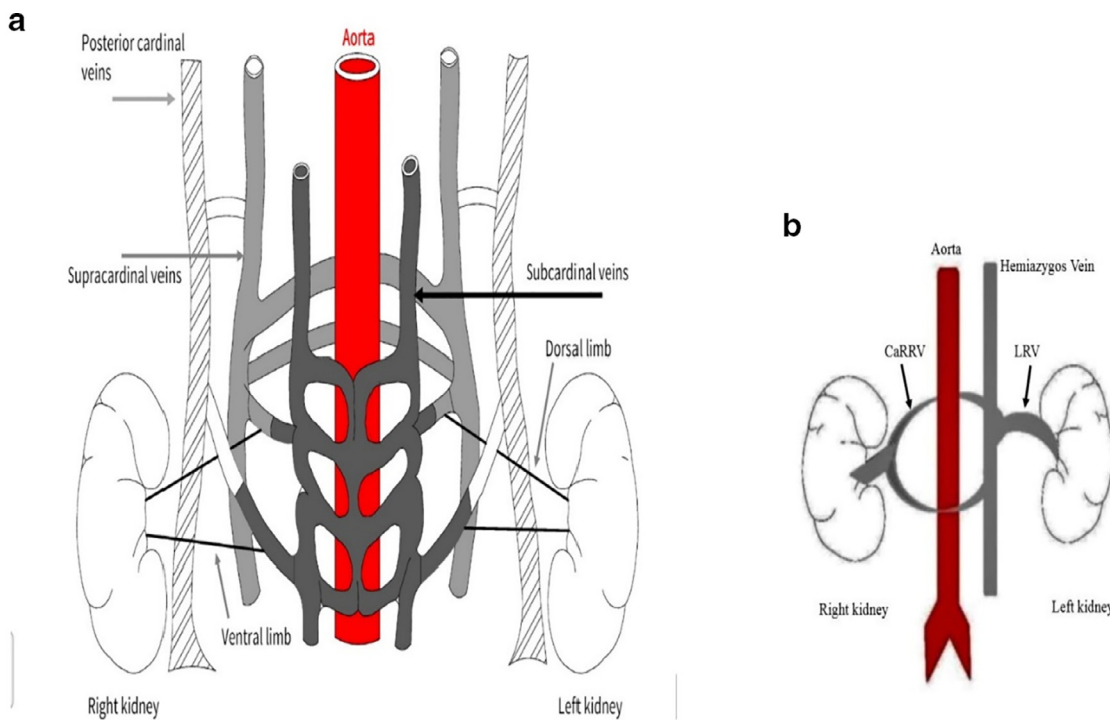 a
Posterior cardinal
veins
Aorta
Supracardinal veins
Subcardinal veins
Dorsal limb
Ventral limb
Right kidney
Left kidney
b
Aorta
Hemiazygos Vein
CaRRV
LRV
Right kidney
Left kidney